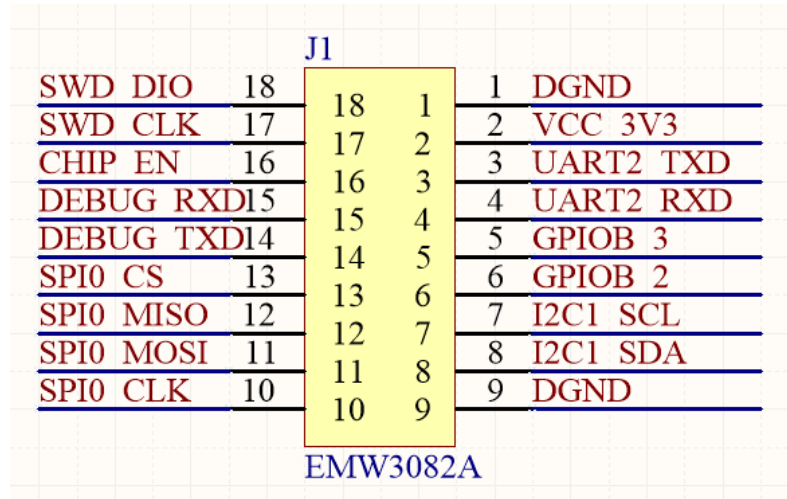 J1
SWD DIO 18 18 1 1 DGND
SWD CLK 17 17 2 2 VCC 3V3
CHIP EN 16 16 3 3 UART2 TXD
DEBUG RXD 15 15 4 4 UART2 RXD
DEBUG TXD 14 14 5 5 GPIOB 3
SPI0 CS 13 13 6 6 GPIOB 2
SPI0 MISO 12 12 7 7 I2C1 SCL
SPI0 MOSI 11 11 8 8 I2C1 SDA
SPI0 CLK 10 10 9 9 DGND
EMW3082A